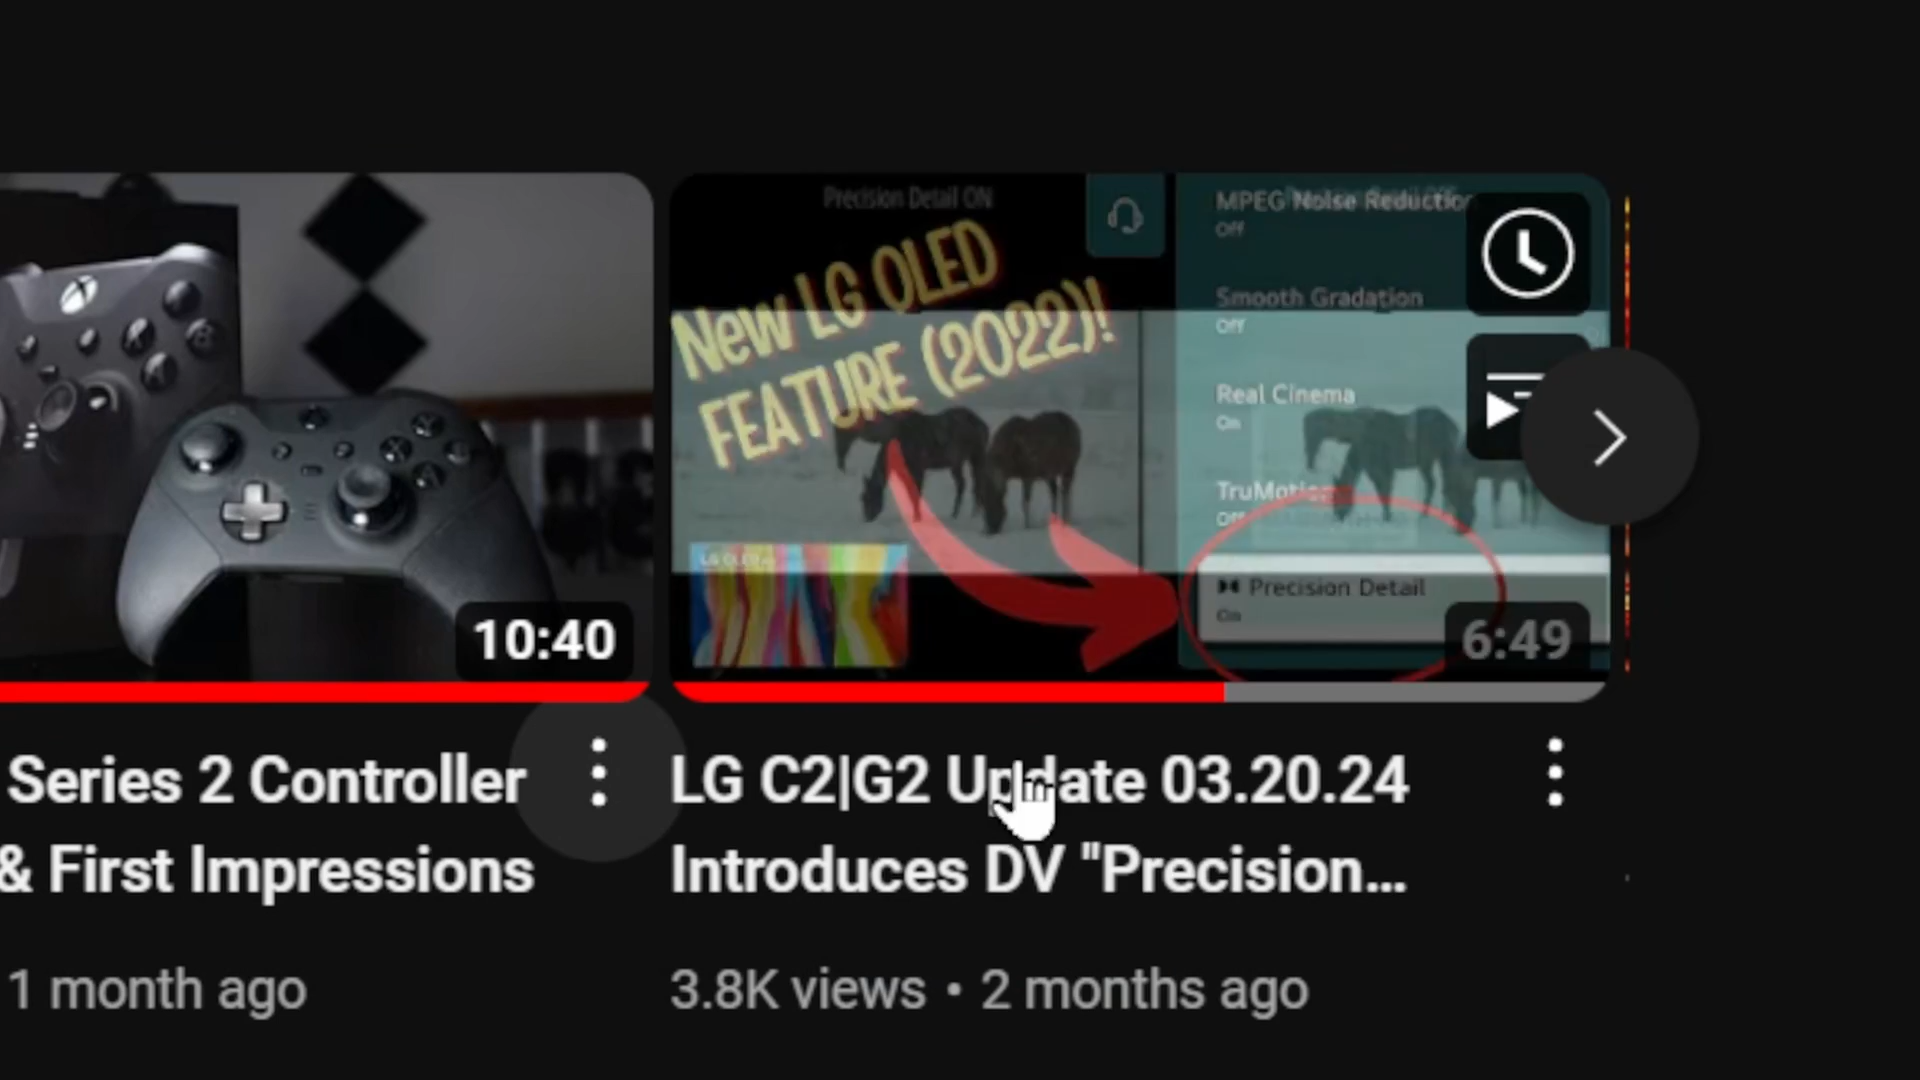 Precision Detail ON
MPEG Noise Reduction
Off
New LG OLED
FEATURE (2022)!
Smooth Gradation
Off
Real Cinema
On
TruMotion
Off
LG OLED
Precision Detail
On
10:40
6:49
Series 2 Controller
& First Impressions
1 month ago
LG C2|G2 Update 03.20.24
Introduces DV "Precision...
3.8K views • 2 months ago